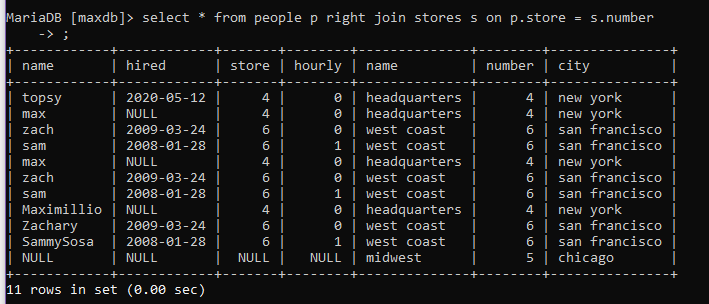 MariaDB [maxdb]> select * from people p right join stores s on p.store = s.number
    -> ;
+------------+------------+-------+--------+--------------+--------+---------------+
| name       | hired      | store | hourly | name         | number | city          |
+------------+------------+-------+--------+--------------+--------+---------------+
| topsy      | 2020-05-12 |     4 |      0 | headquarters |      4 | new york      |
| max        | NULL       |     4 |      0 | headquarters |      4 | new york      |
| zach       | 2009-03-24 |     6 |      0 | west coast   |      6 | san francisco |
| sam        | 2008-01-28 |     6 |      1 | west coast   |      6 | san francisco |
| max        | NULL       |     4 |      0 | headquarters |      4 | new york      |
| zach       | 2009-03-24 |     6 |      0 | west coast   |      6 | san francisco |
| sam        | 2008-01-28 |     6 |      1 | west coast   |      6 | san francisco |
| Maximillio | NULL       |     4 |      0 | headquarters |      4 | new york      |
| Zachary    | 2009-03-24 |     6 |      0 | west coast   |      6 | san francisco |
| SammySosa  | 2008-01-28 |     6 |      1 | west coast   |      6 | san francisco |
| NULL       | NULL       |  NULL |   NULL | midwest      |      5 | chicago       |
+------------+------------+-------+--------+--------------+--------+---------------+
11 rows in set (0.00 sec)